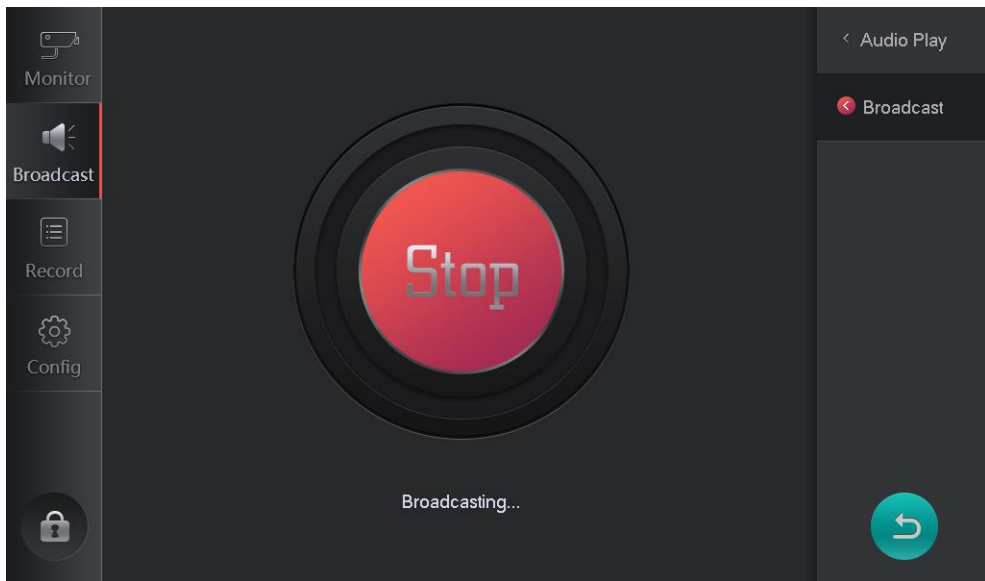 Monitor
Broadcast
Record
Config
Stop
Broadcasting...
Audio Play
Broadcast